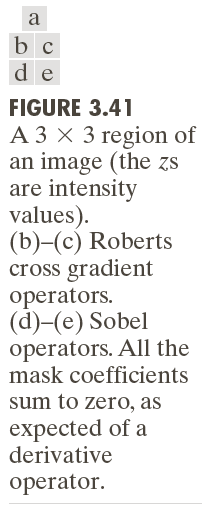 a
b c
d e
FIGURE 3.41
A 3 × 3 region of
an image (the zs
are intensity
values).
(b)–(c) Roberts
cross gradient
operators.
(d)–(e) Sobel
operators. All the
mask coefficients
sum to zero, as
expected of a
derivative
operator.